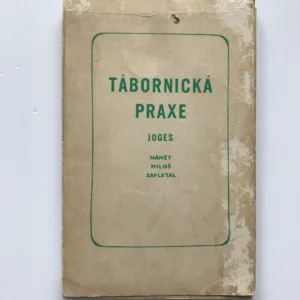 TÁBORNICKÁ
PRAXE
JOGES
NÁMĚT
MILOŠ
ZAPLETAL